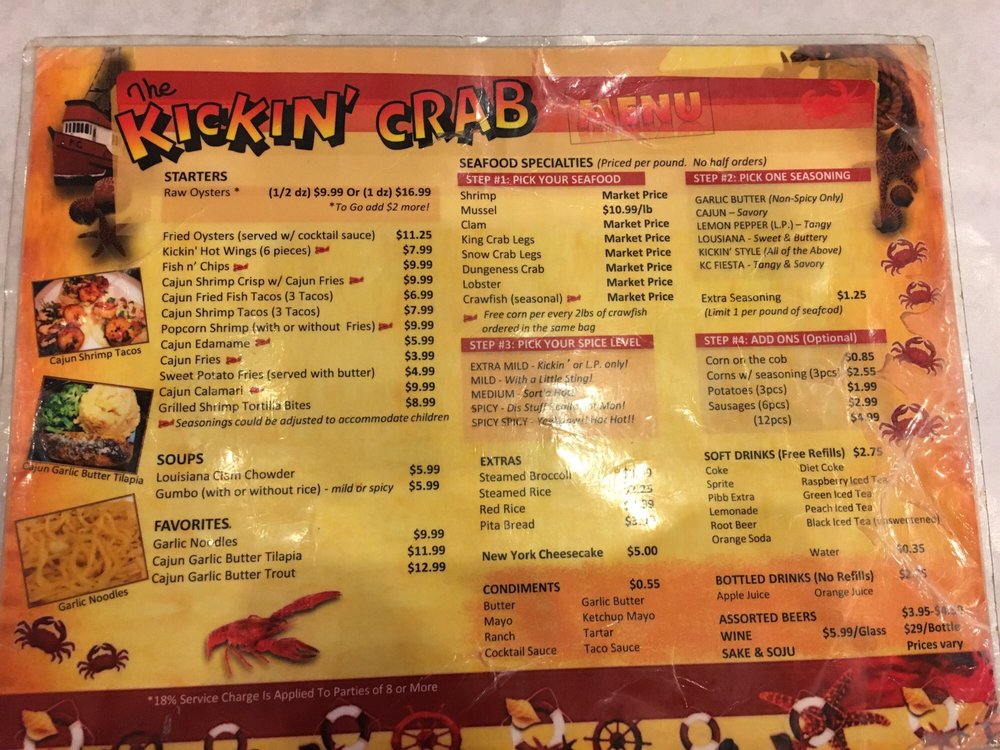 The
KICKIN' CRAB MENU
STARTERS
Raw Oysters * (1/2 dz) $9.99 Or (1 dz) $16.99
*To Go add $2 more!
Fried Oysters (served w/ cocktail sauce) $11.25
Kickin' Hot Wings (6 pieces) $7.99
Fish n' Chips $9.99
Cajun Shrimp Crisp w/ Cajun Fries $9.99
Cajun Fried Fish Tacos (3 Tacos) $6.99
Cajun Shrimp Tacos (3 Tacos) $7.99
Popcorn Shrimp (with or without Fries) $9.99
Cajun Edamame $5.99
Cajun Fries $3.99
Sweet Potato Fries (served with butter) $4.99
Cajun Calamari $9.99
Grilled Shrimp Tortilla Bites $8.99
Seasonings could be adjusted to accommodate children
SOUPS
Louisiana Clam Chowder $5.99
Gumbo (with or without rice) - mild or spicy $5.99
FAVORITES
Garlic Noodles $9.99
Cajun Garlic Butter Tilapia $11.99
Cajun Garlic Butter Trout $12.99
Cajun Shrimp Tacos
Cajun Garlic Butter Tilapia
Garlic Noodles
SEAFOOD SPECIALTIES (Priced per pound. No half orders)
STEP #1: PICK YOUR SEAFOOD
Shrimp Market Price
Mussel $10.99/lb
Clam Market Price
King Crab Legs Market Price
Snow Crab Legs Market Price
Dungeness Crab Market Price
Lobster Market Price
Crawfish (seasonal) Market Price
Free corn per every 2lbs of crawfish
ordered in the same bag
STEP #2: PICK ONE SEASONING
GARLIC BUTTER (Non-Spicy Only)
CAJUN – Savory
LEMON PEPPER (L.P.) – Tangy
LOUSIANA - Sweet & Buttery
KICKIN' STYLE (All of the Above)
KC FIESTA - Tangy & Savory
Extra Seasoning $1.25
(Limit 1 per pound of seafood)
STEP #3: PICK YOUR SPICE LEVEL
EXTRA MILD - Kickin' or L.P. only!
MILD - With a Little Sting!
MEDIUM - Sort'a Hot!
SPICY - Dis Stuff Hot Mon!
SPICY SPICY - Hot Hot!!
STEP #4: ADD ONS (Optional)
Corn on the cob $0.85
Corns w/ seasoning (3pcs) $2.55
Potatoes (3pcs) $1.99
Sausages (6pcs) $2.99
(12pcs) $4.99
EXTRAS
Steamed Broccoli
Steamed Rice
Red Rice
Pita Bread
New York Cheesecake $5.00
SOFT DRINKS (Free Refills) $2.75
Coke Diet Coke
Sprite Raspberry Iced Tea
Pibb Extra Green Iced Tea
Lemonade Peach Iced Tea
Root Beer Black Iced Tea (unsweetened)
Orange Soda
Water $0.35
CONDIMENTS $0.55
Butter Garlic Butter
Mayo Ketchup Mayo
Ranch Tartar
Cocktail Sauce Taco Sauce
BOTTLED DRINKS (No Refills)
Apple Juice Orange Juice
ASSORTED BEERS
WINE $5.99/Glass $29/Bottle
SAKE & SOJU Prices vary
*18% Service Charge Is Applied To Parties of 8 or More